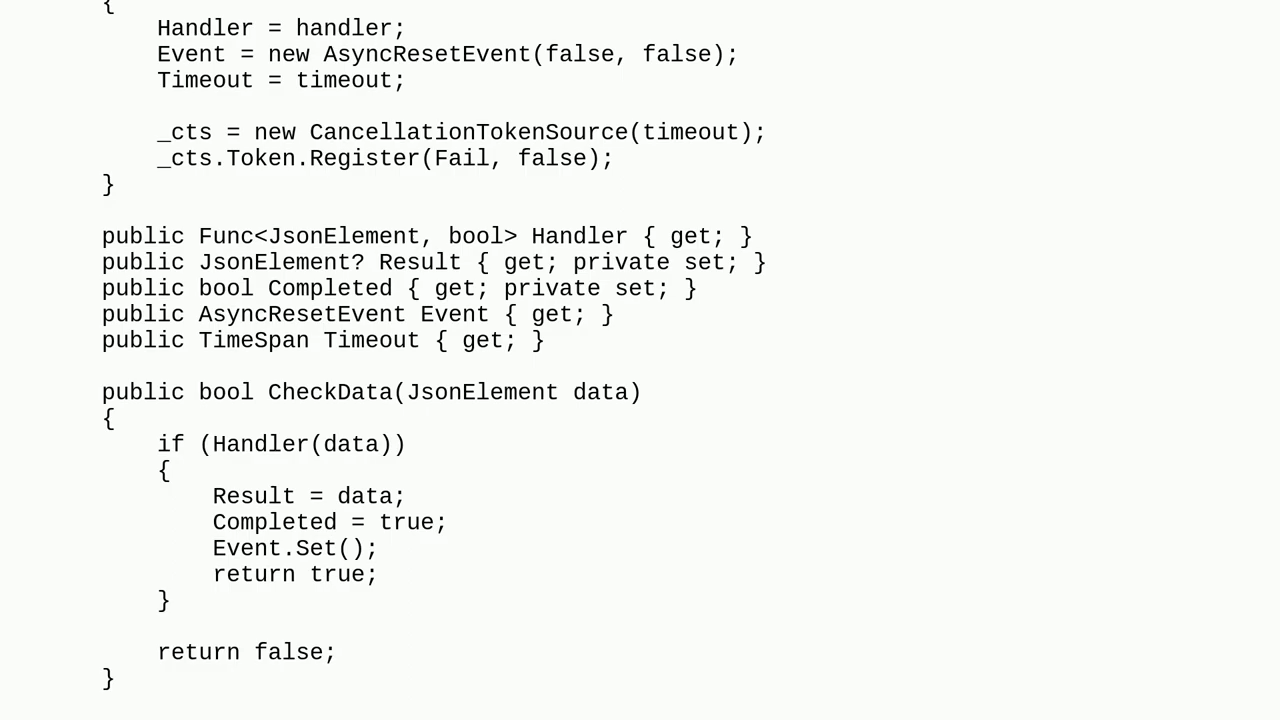 {
    Handler = handler;
    Event = new AsyncResetEvent(false, false);
    Timeout = timeout;

    _cts = new CancellationTokenSource(timeout);
    _cts.Token.Register(Fail, false);
}

public Func<JsonElement, bool> Handler { get; }
public JsonElement? Result { get; private set; }
public bool Completed { get; private set; }
public AsyncResetEvent Event { get; }
public TimeSpan Timeout { get; }

public bool CheckData(JsonElement data)
{
    if (Handler(data))
    {
        Result = data;
        Completed = true;
        Event.Set();
        return true;
    }

    return false;
}